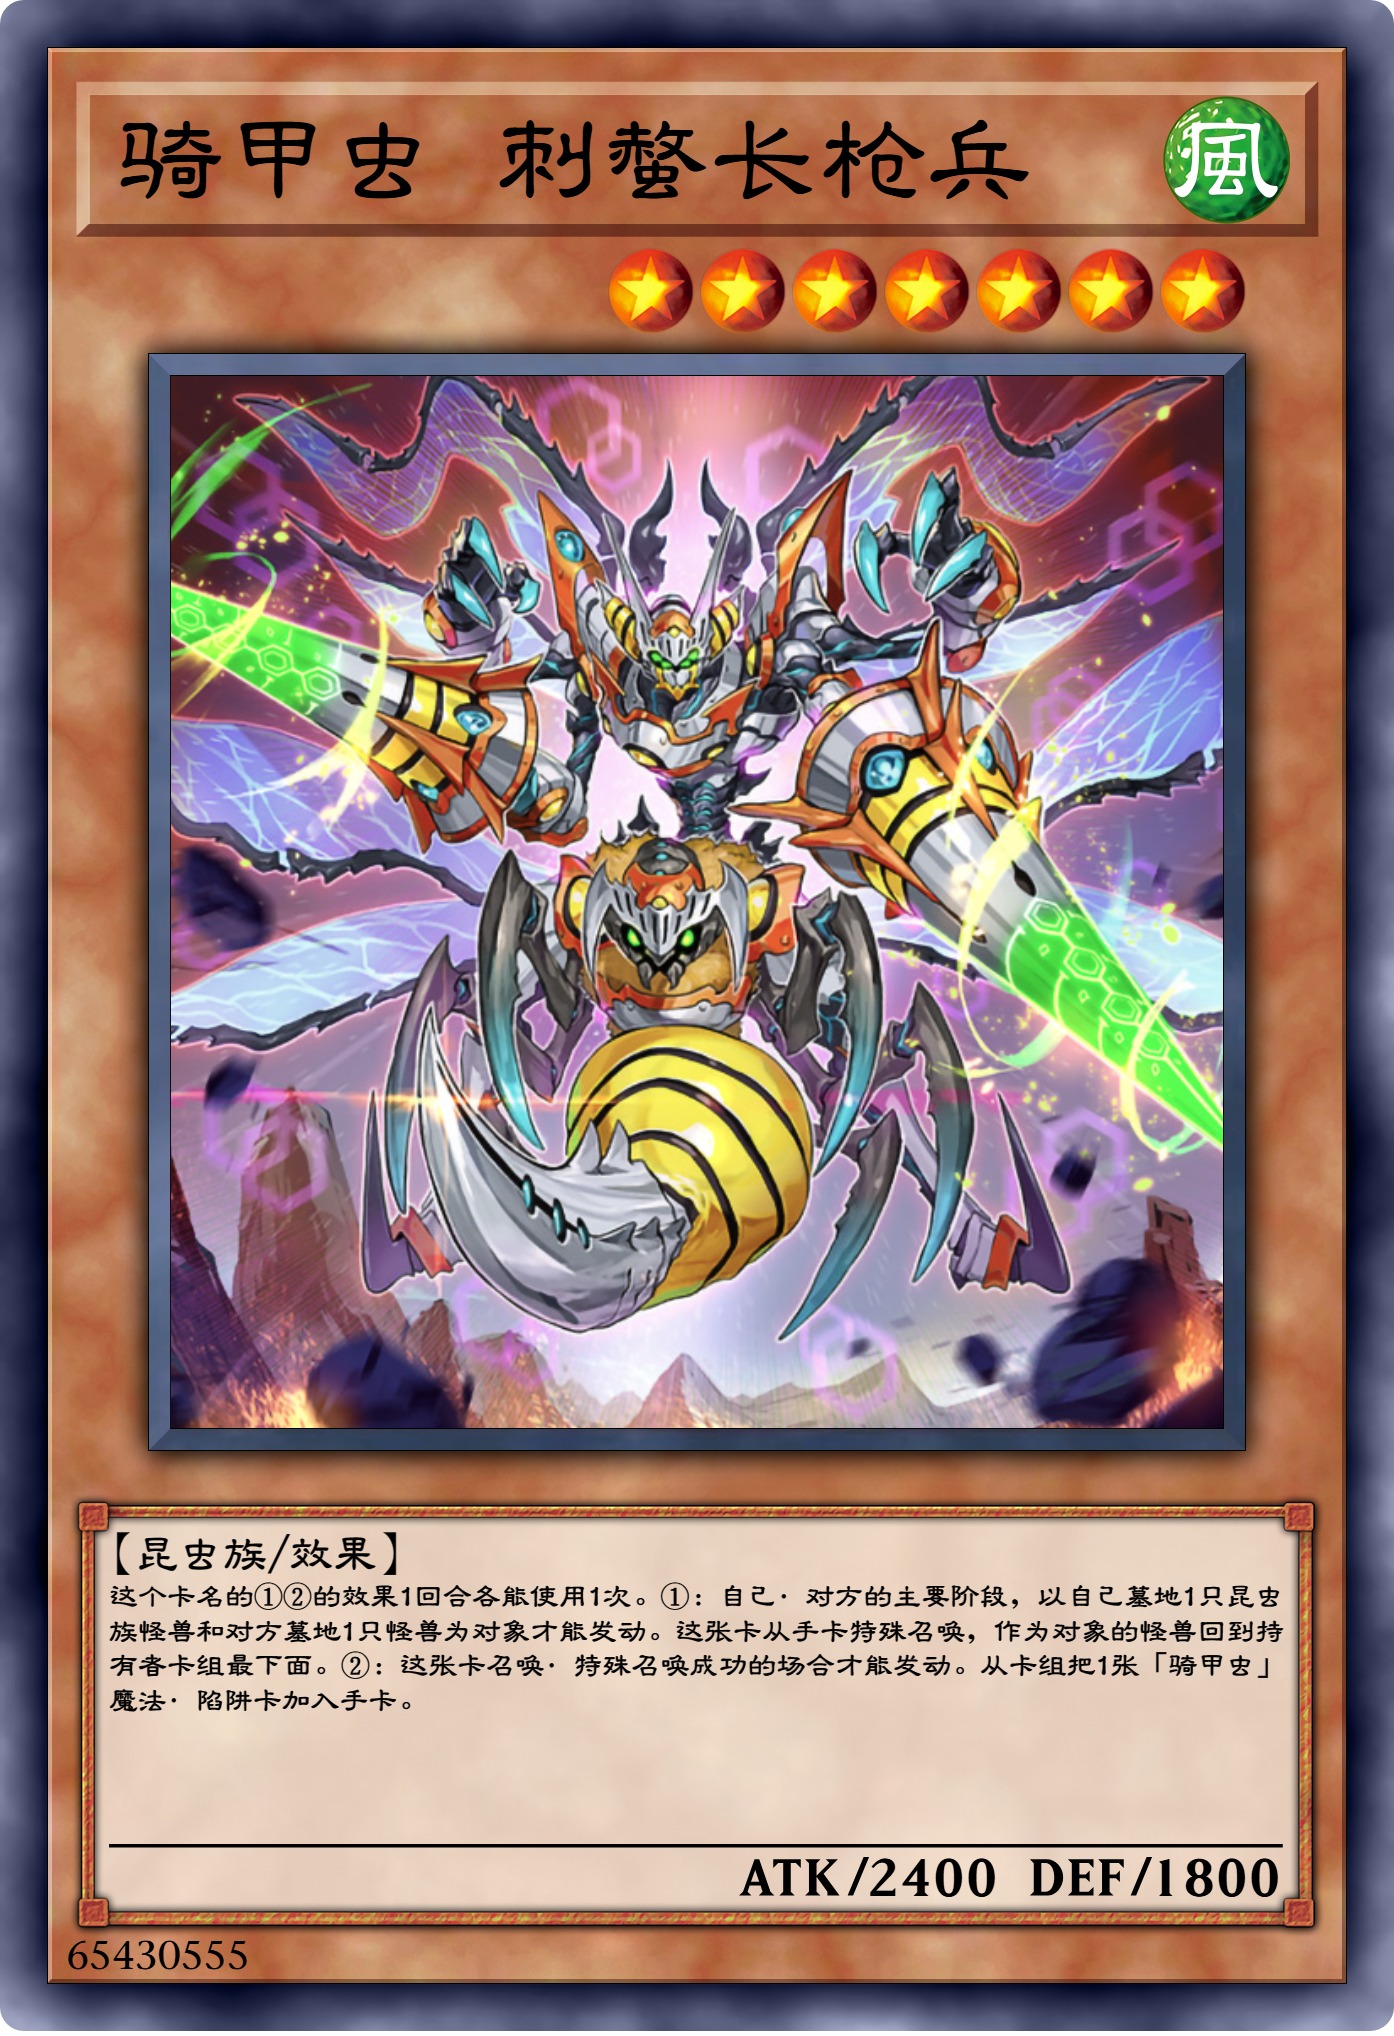 骑甲虫 刺螫长枪兵
風
【昆虫族/效果】
这个卡名的①②的效果1回合各能使用1次。①：自己·对方的主要阶段，以自己墓地1只昆虫
族怪兽和对方墓地1只怪兽为对象才能发动。这张卡从手卡特殊召唤，作为对象的怪兽回到持
有者卡组最下面。②：这张卡召唤·特殊召唤成功的场合才能发动。从卡组把1张「骑甲虫」
魔法·陷阱卡加入手卡。
ATK/2400 DEF/1800
65430555